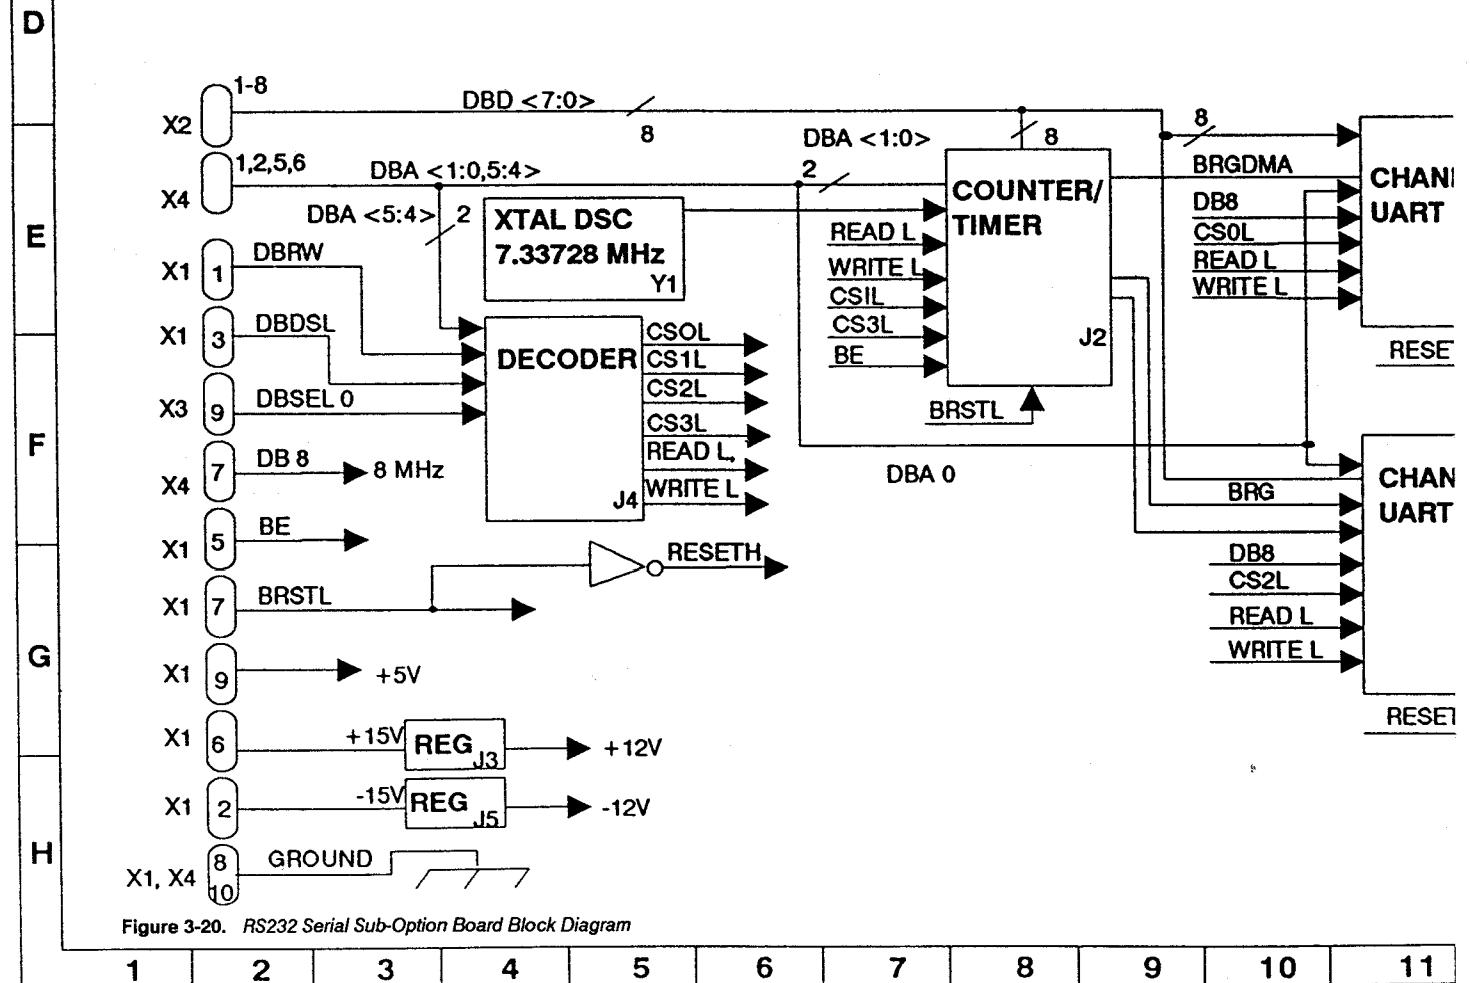 D
1-8
DBD <7:0>
8
X2
DBA <1:0>
8
8
1,2,5,6
DBA <1:0,5:4>
2
BRGDMA
X4
DBA <5:4>
2
E
XTAL DSC
7.33728 MHz
Y1
COUNTER/
TIMER
J2
READ L
WRITE L
CSIL
CS3L
BE
BRSTL
DB8
CS0L
READ L
WRITE L
UART
X1
1
DBRW
X1
3
DBDSL
DECODER
J4
CSOL
CS1L
CS2L
CS3L
READ L,
WRITE L
X3
9
DBSEL 0
F
X4
7
DB 8
8 MHz
DBA 0
BRG
UART
DB8
CS2L
READ L
WRITE L
X1
5
BE
RESETH
X1
7
BRSTL
G
X1
9
+5V
X1
6
+15V
REG
J3
+12V
X1
2
-15V
REG
J5
-12V
H
X1, X4
8
10
GROUND
Figure 3-20. RS232 Serial Sub-Option Board Block Diagram
1 2 3 4 5 6 7 8 9 10 11